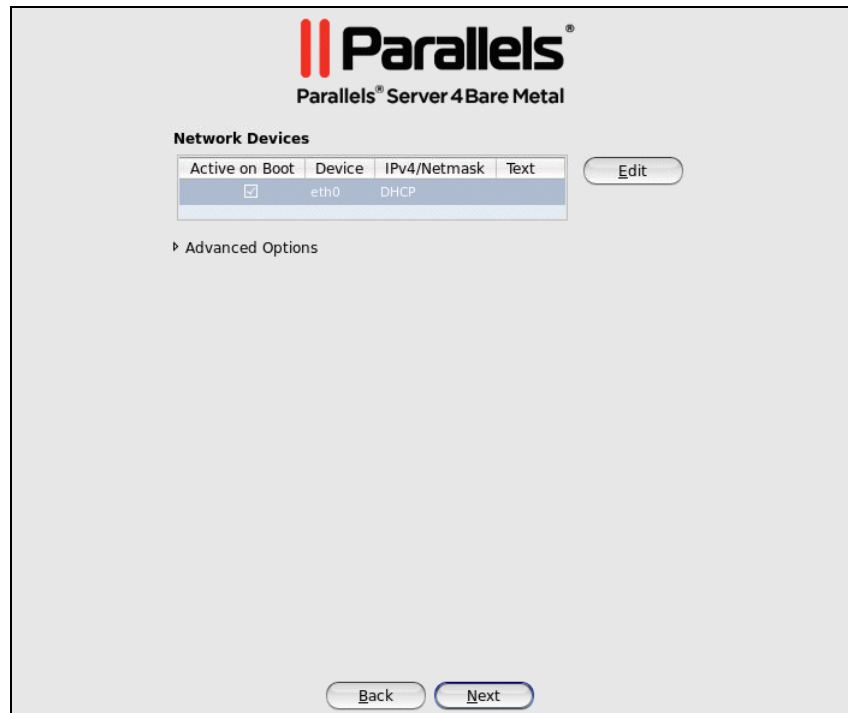 Parallels®
Parallels® Server 4 Bare Metal
Network Devices
Active on Boot Device IPv4/Netmask Text
Edit
eth0 DHCP
Advanced Options
Back Next